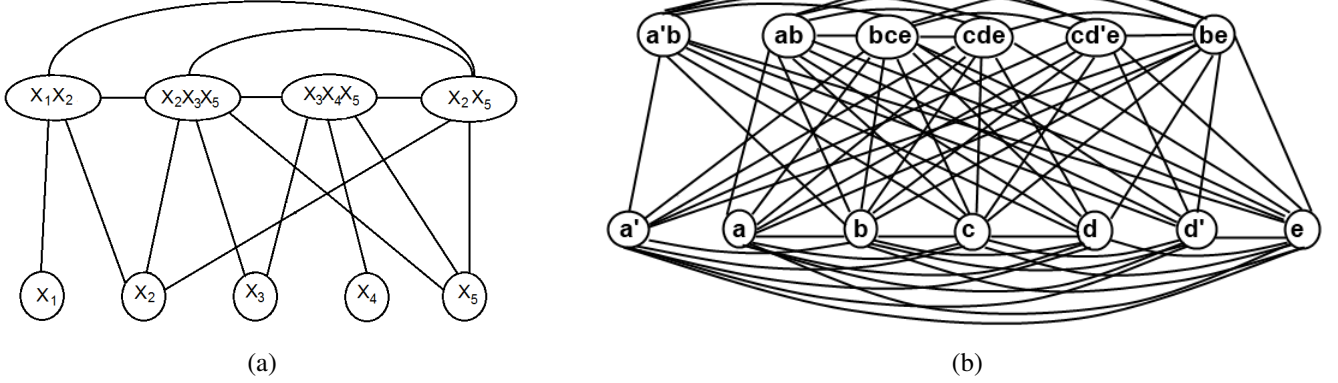 X₁X₂ X₂X₃X₅ X₃X₄X₅ X₂X₅
X₁ X₂ X₃ X₄ X₅
(a)
a'b ab bce cde cd'e be
a' a b c d d' e
(b)